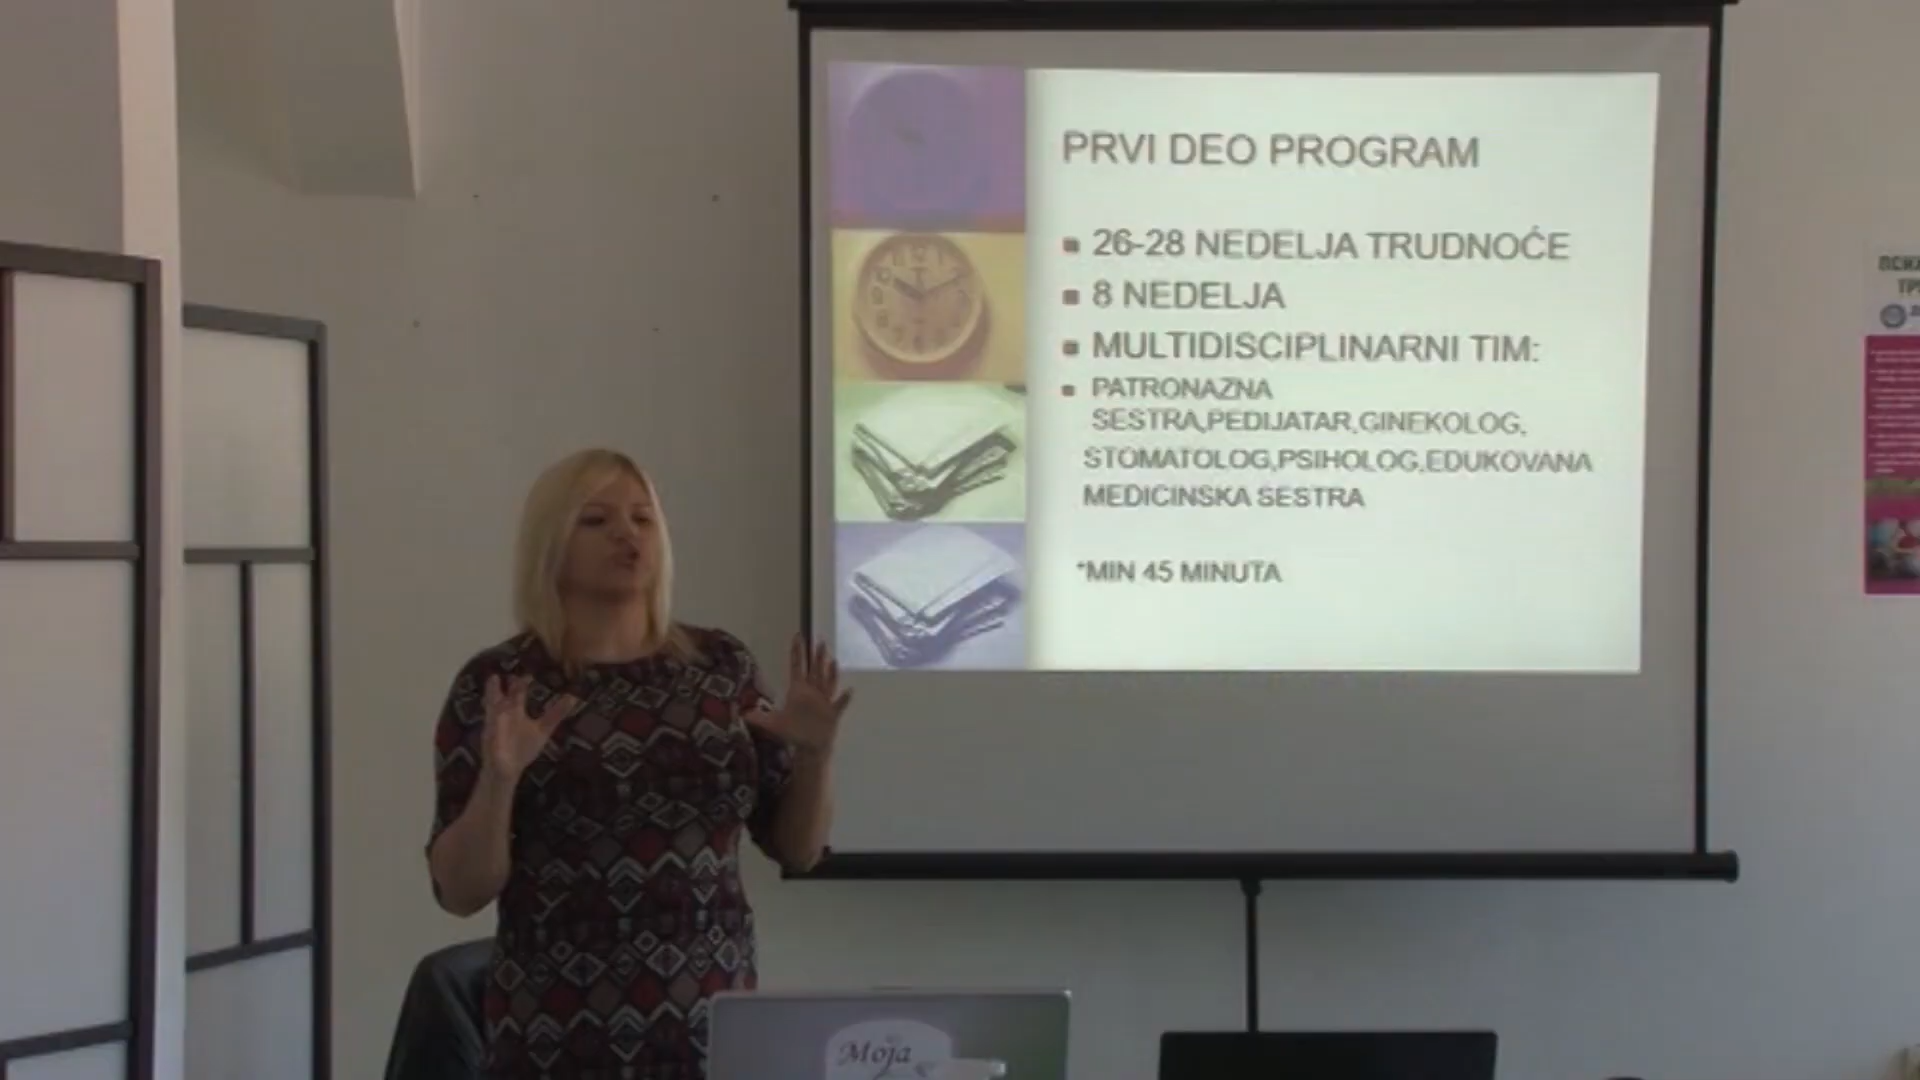 PRVI DEO PROGRAM
26-28 NEDELJA TRUDNOĆE
8 NEDELJA
MULTIDISCIPLINARNI TIM:
PATRONAZNA
SESTRA,PEDIJATAR,GINEKOLOG,
STOMATOLOG,PSIHOLOG,EDUKOVANA
MEDICINSKA SESTRA
*MIN 45 MINUTA
Moja